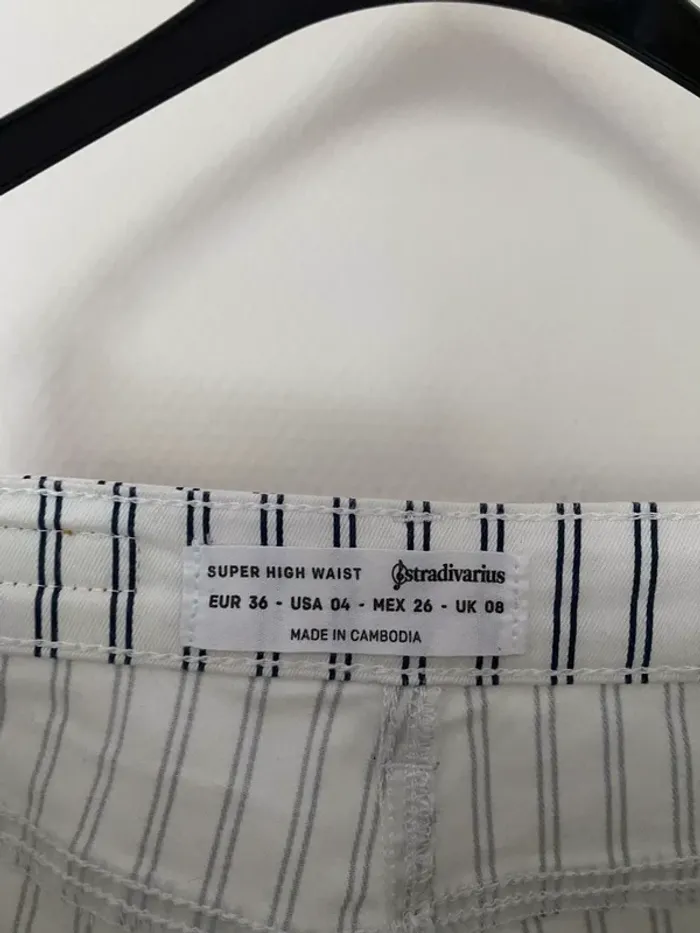 SUPER HIGH WAIST stradivarius
EUR 36 - USA 04 - MEX 26 - UK 08
MADE IN CAMBODIA